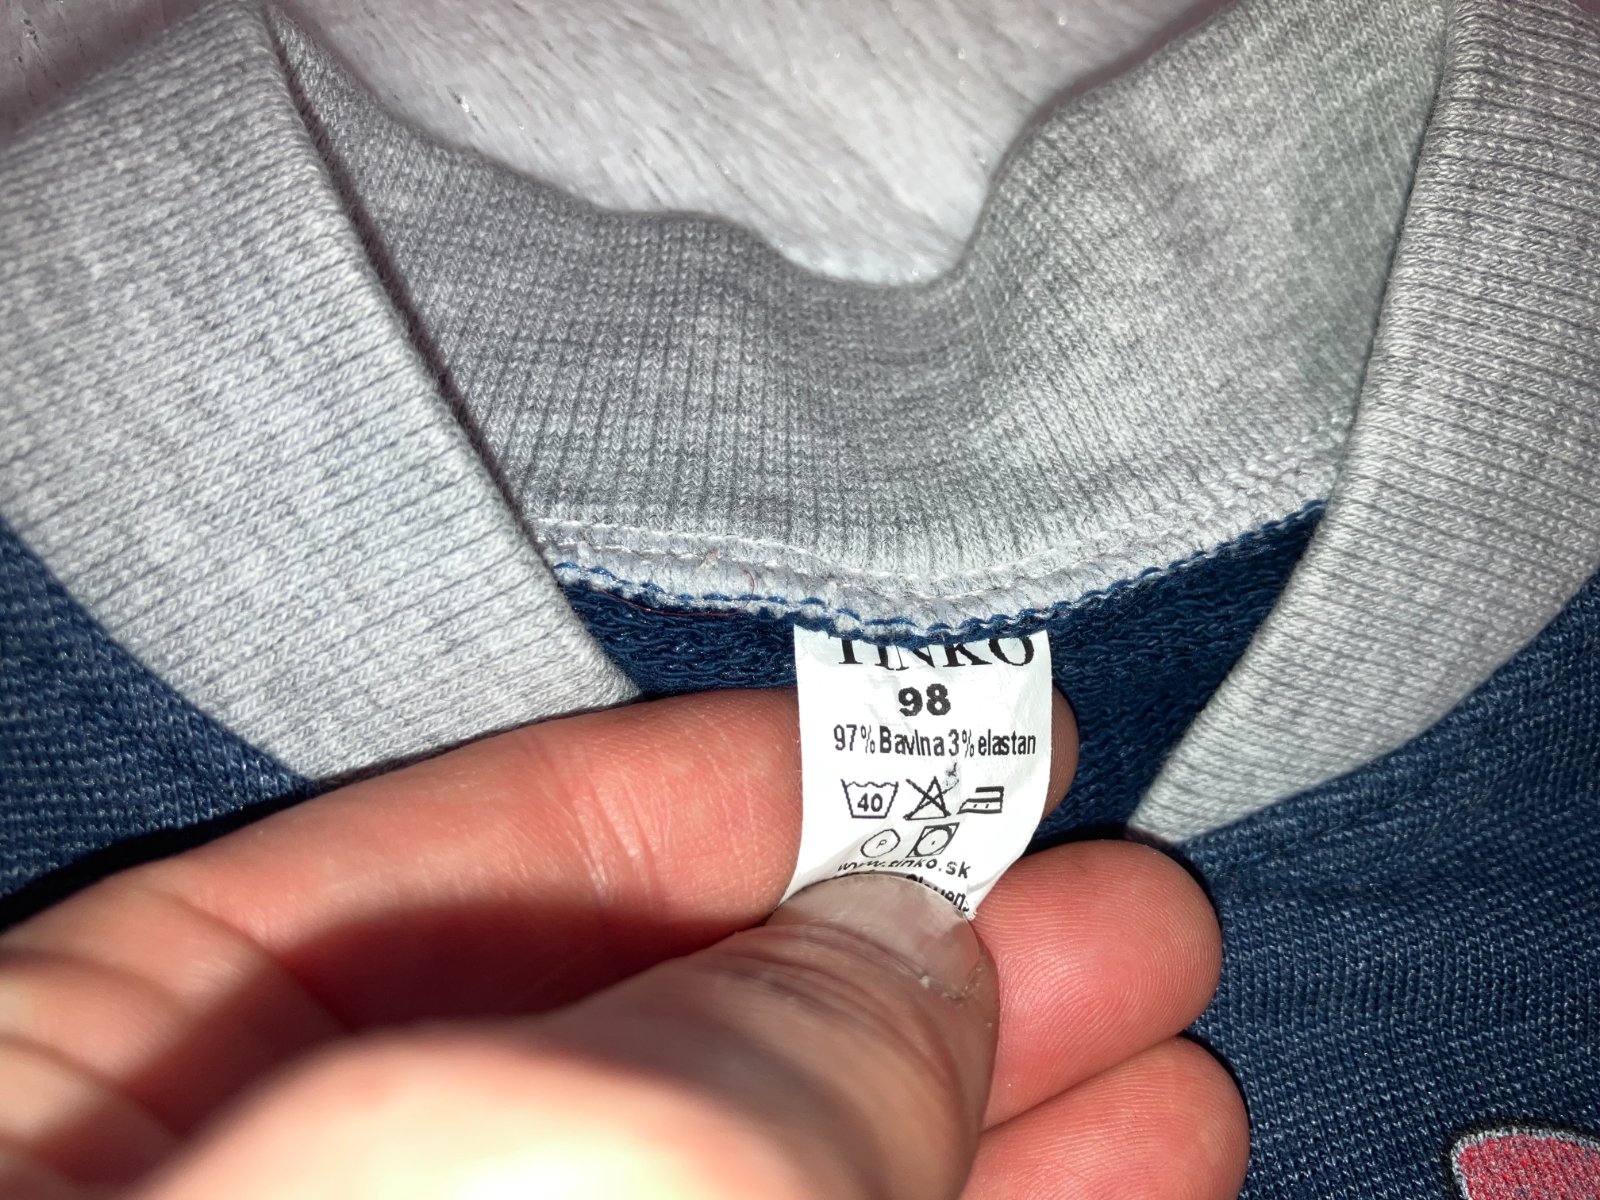 TINKO
98
97% Bavlna 3% elastan
40
P
www.tinko.sk